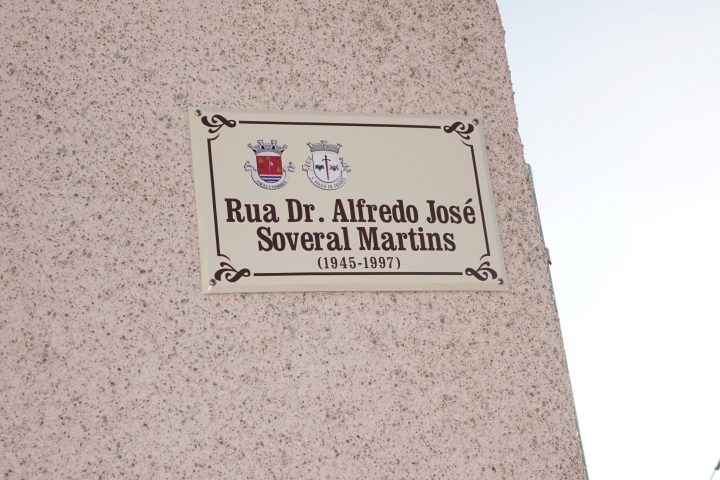 Rua Dr. Alfredo José
Soveral Martins
(1945-1997)